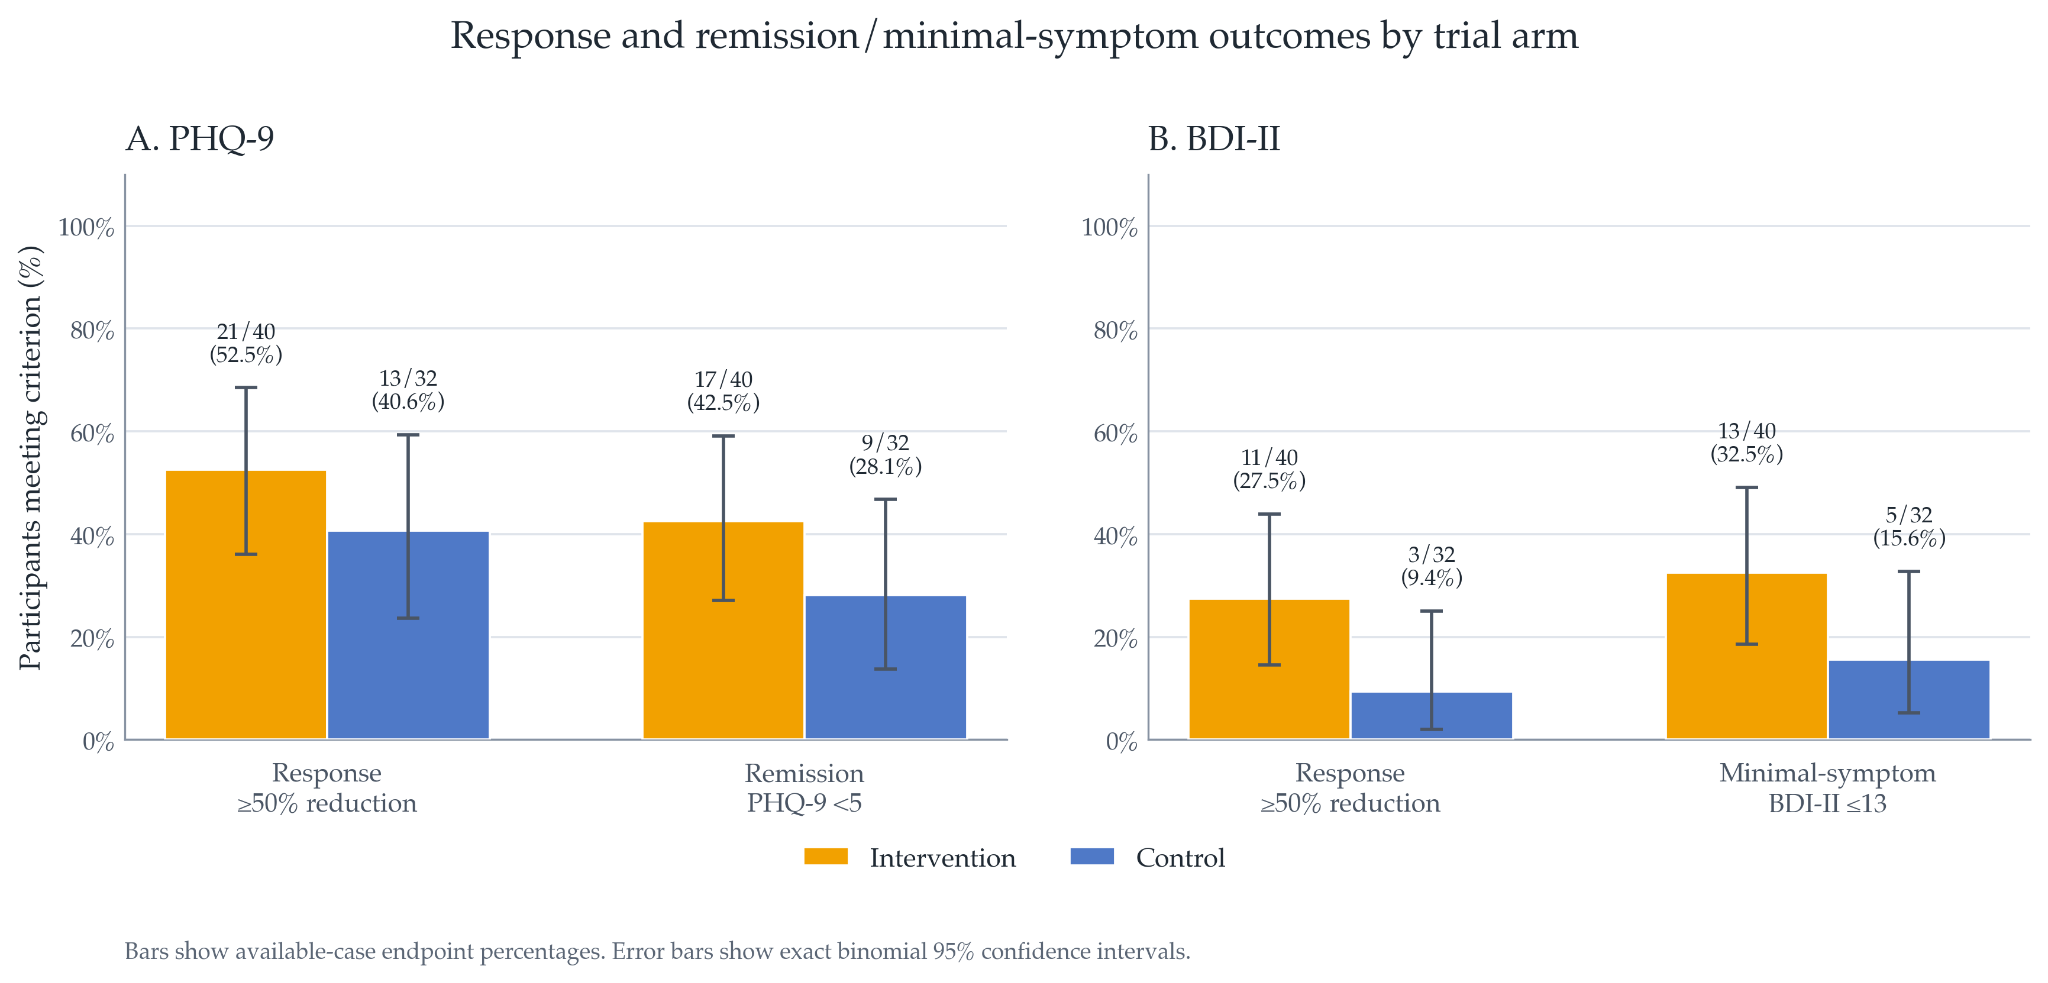 Response and remission/minimal-symptom outcomes by trial arm
A. PHQ-9
Participants meeting criterion (%)
100%
80%
60%
40%
20%
0%
21/40
(52.5%)
13/32
(40.6%)
17/40
(42.5%)
9/32
(28.1%)
Response
≥50% reduction
Remission
PHQ-9 <5
B. BDI-II
100%
80%
60%
40%
20%
0%
11/40
(27.5%)
3/32
(9.4%)
13/40
(32.5%)
5/32
(15.6%)
Response
≥50% reduction
Minimal-symptom
BDI-II ≤13
Intervention
Control
Bars show available-case endpoint percentages. Error bars show exact binomial 95% confidence intervals.